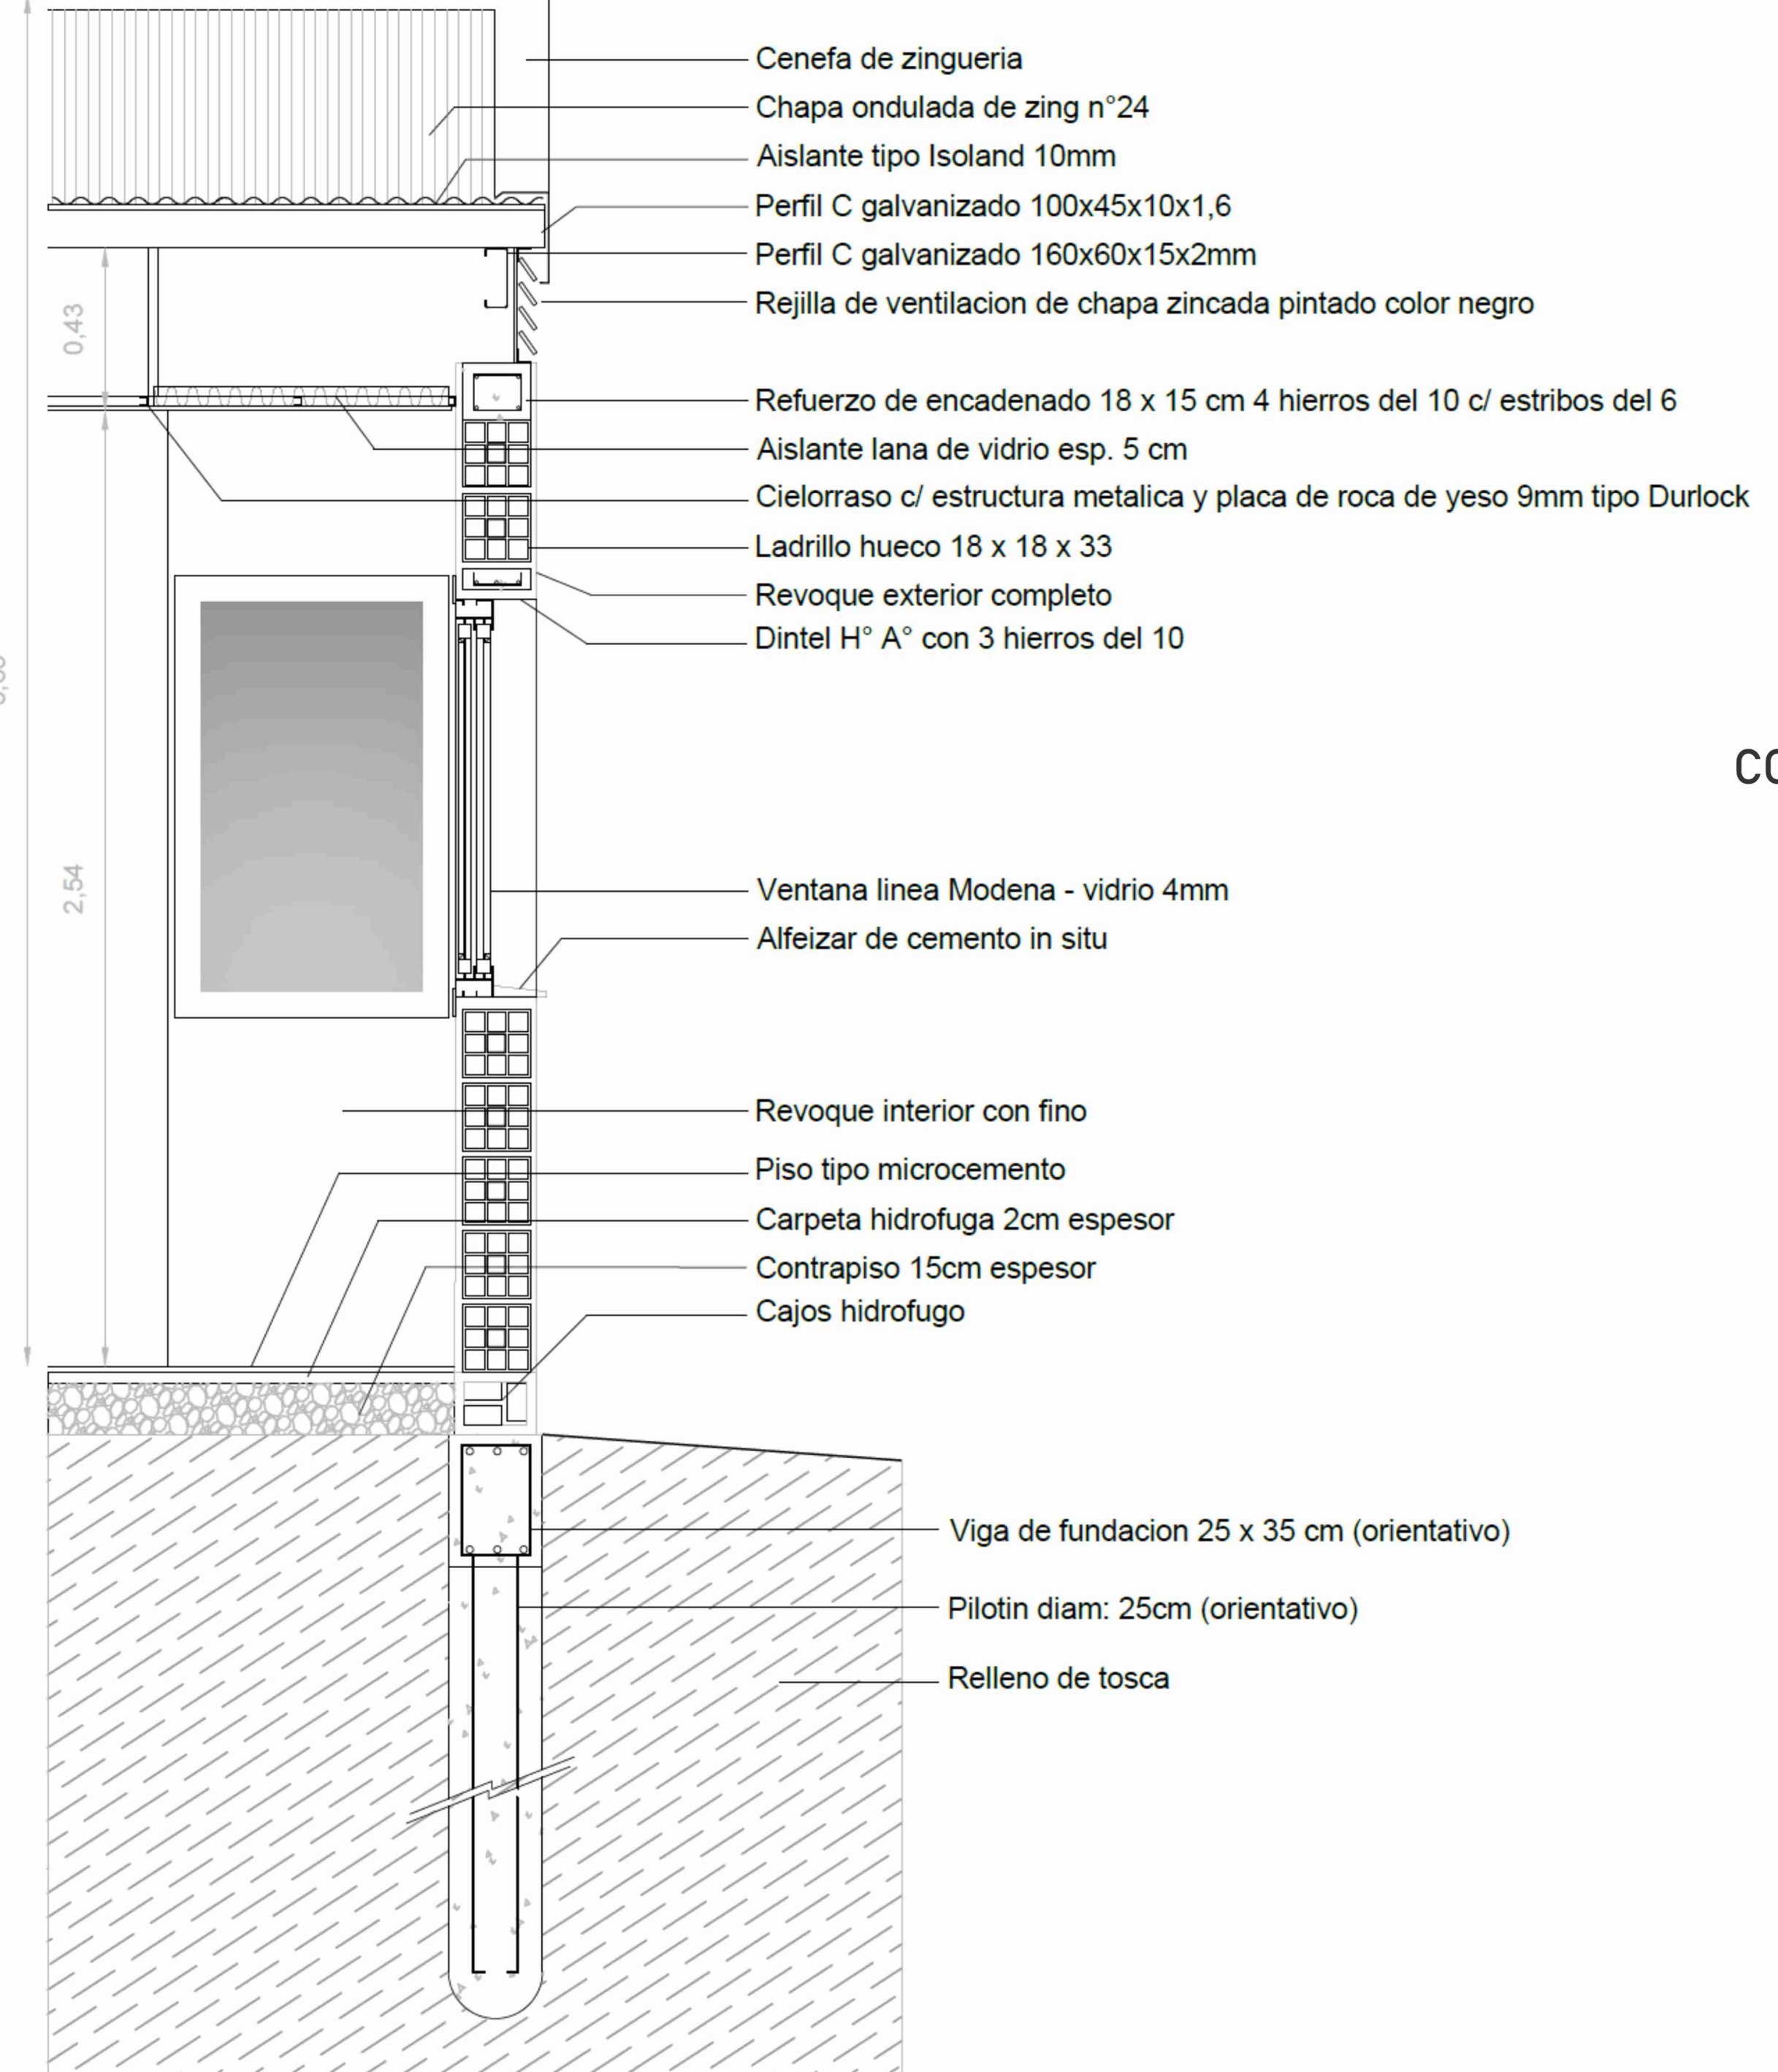 Cenefa de zingueria
Chapa ondulada de zing n°24
Aislante tipo Isoland 10mm
Perfil C galvanizado 100x45x10x1,6
Perfil C galvanizado 160x60x15x2mm
Rejilla de ventilacion de chapa zincada pintado color negro
0,43
Refuerzo de encadenado 18 x 15 cm 4 hierros del 10 c/ estribos del 6
Aislante lana de vidrio esp. 5 cm
Cielorraso c/ estructura metalica y placa de roca de yeso 9mm tipo Durlock
Ladrillo hueco 18 x 18 x 33
Revoque exterior completo
Dintel H° A° con 3 hierros del 10
2,54
Ventana linea Modena - vidrio 4mm
Alfeizar de cemento in situ
Revoque interior con fino
Piso tipo microcemento
Carpeta hidrofuga 2cm espesor
Contrapiso 15cm espesor
Cajos hidrofugo
Viga de fundacion 25 x 35 cm (orientativo)
Pilotin diam: 25cm (orientativo)
Relleno de tosca